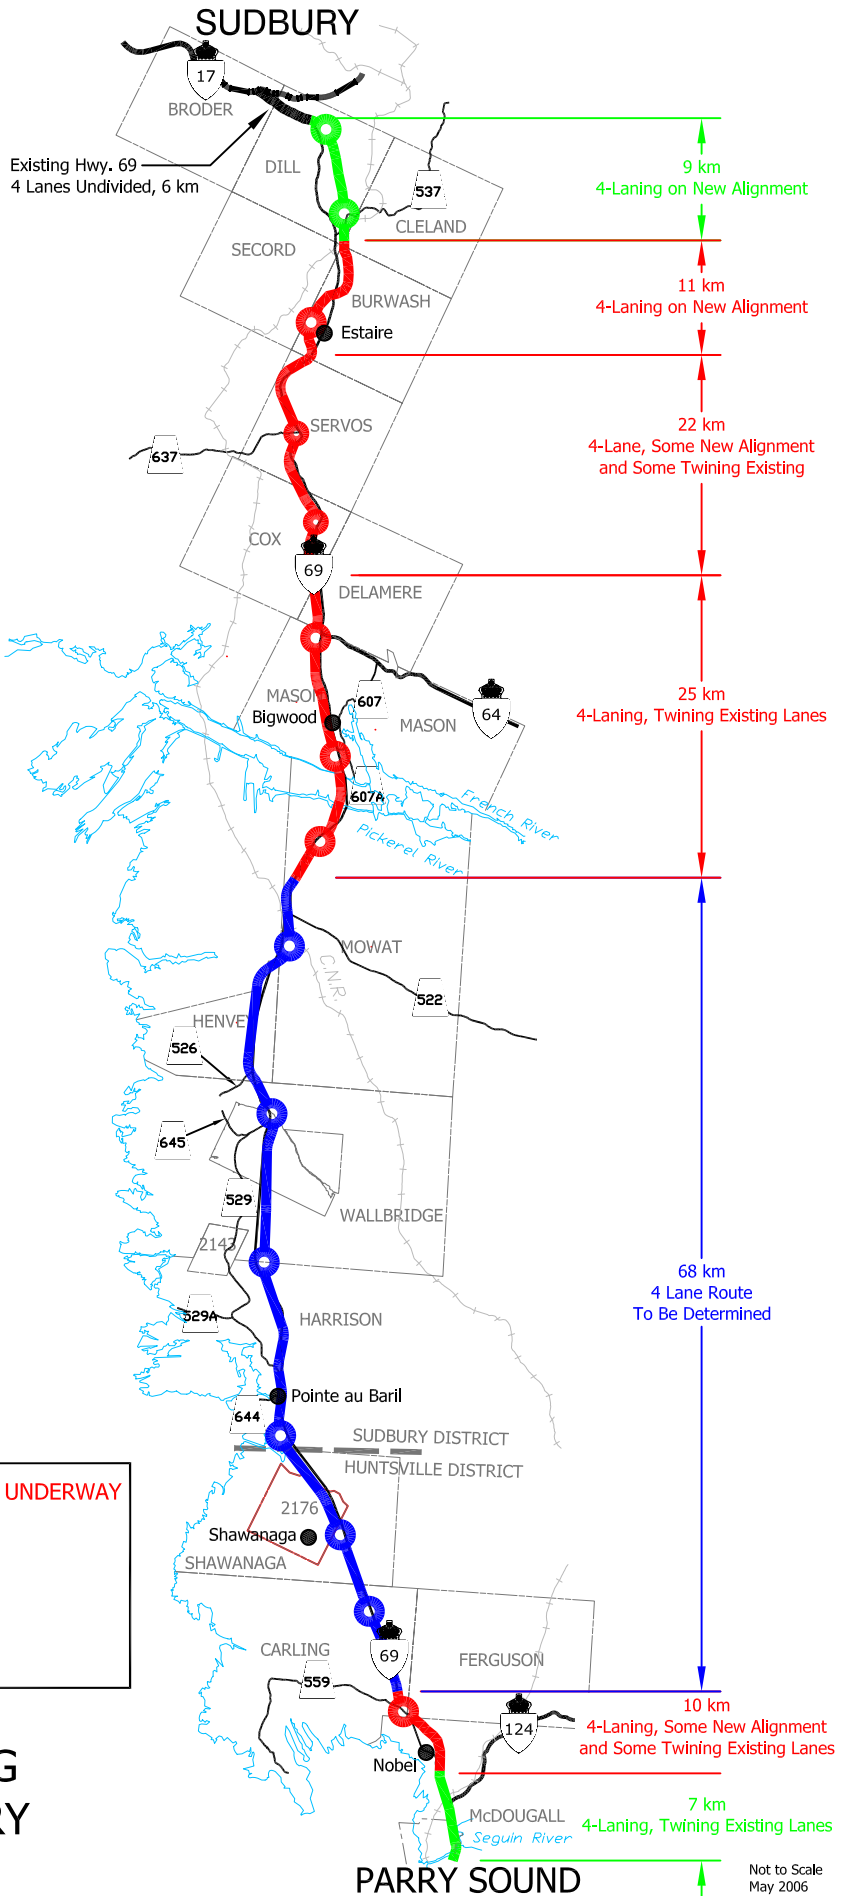 SUDBURY
17
BRODER
Existing Hwy. 69
4 Lanes Undivided, 6 km
DILL
537
9 km
4-Laning on New Alignment
CLELAND
SECORD
BURWASH
11 km
4-Laning on New Alignment
Estaire
SERVOS
637
22 km
4-Lane, Some New Alignment
and Some Twining Existing
COX
69
DELAMERE
MASON
607
Bigwood
MASON
64
25 km
4-Laning, Twining Existing Lanes
607A
French River
Pickerel River
MOWAT
C.N.R.
522
HENVEY
526
645
529
WALLBRIDGE
2143
529A
HARRISON
68 km
4 Lane Route
To Be Determined
Pointe au Baril
644
SUDBURY DISTRICT
HUNTSVILLE DISTRICT
UNDERWAY
2176
Shawanaga
SHAWANAGA
CARLING
69
FERGUSON
559
10 km
4-Laning, Some New Alignment
and Some Twining Existing Lanes
124
Nobel
G
RY
McDOUGALL
7 km
4-Laning, Twining Existing Lanes
Seguin River
PARRY SOUND
Not to Scale
May 2006